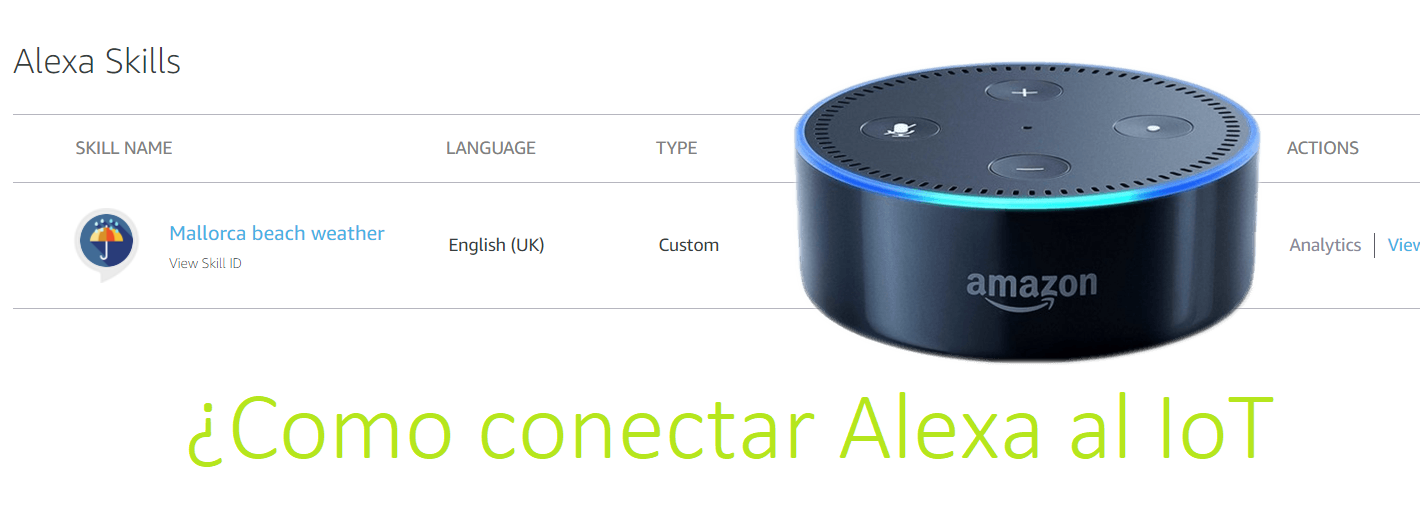 Alexa Skills
SKILL NAME LANGUAGE TYPE ACTIONS
Mallorca beach weather English (UK) Custom Analytics
View Skill ID
amazon
¿Como conectar Alexa al IoT